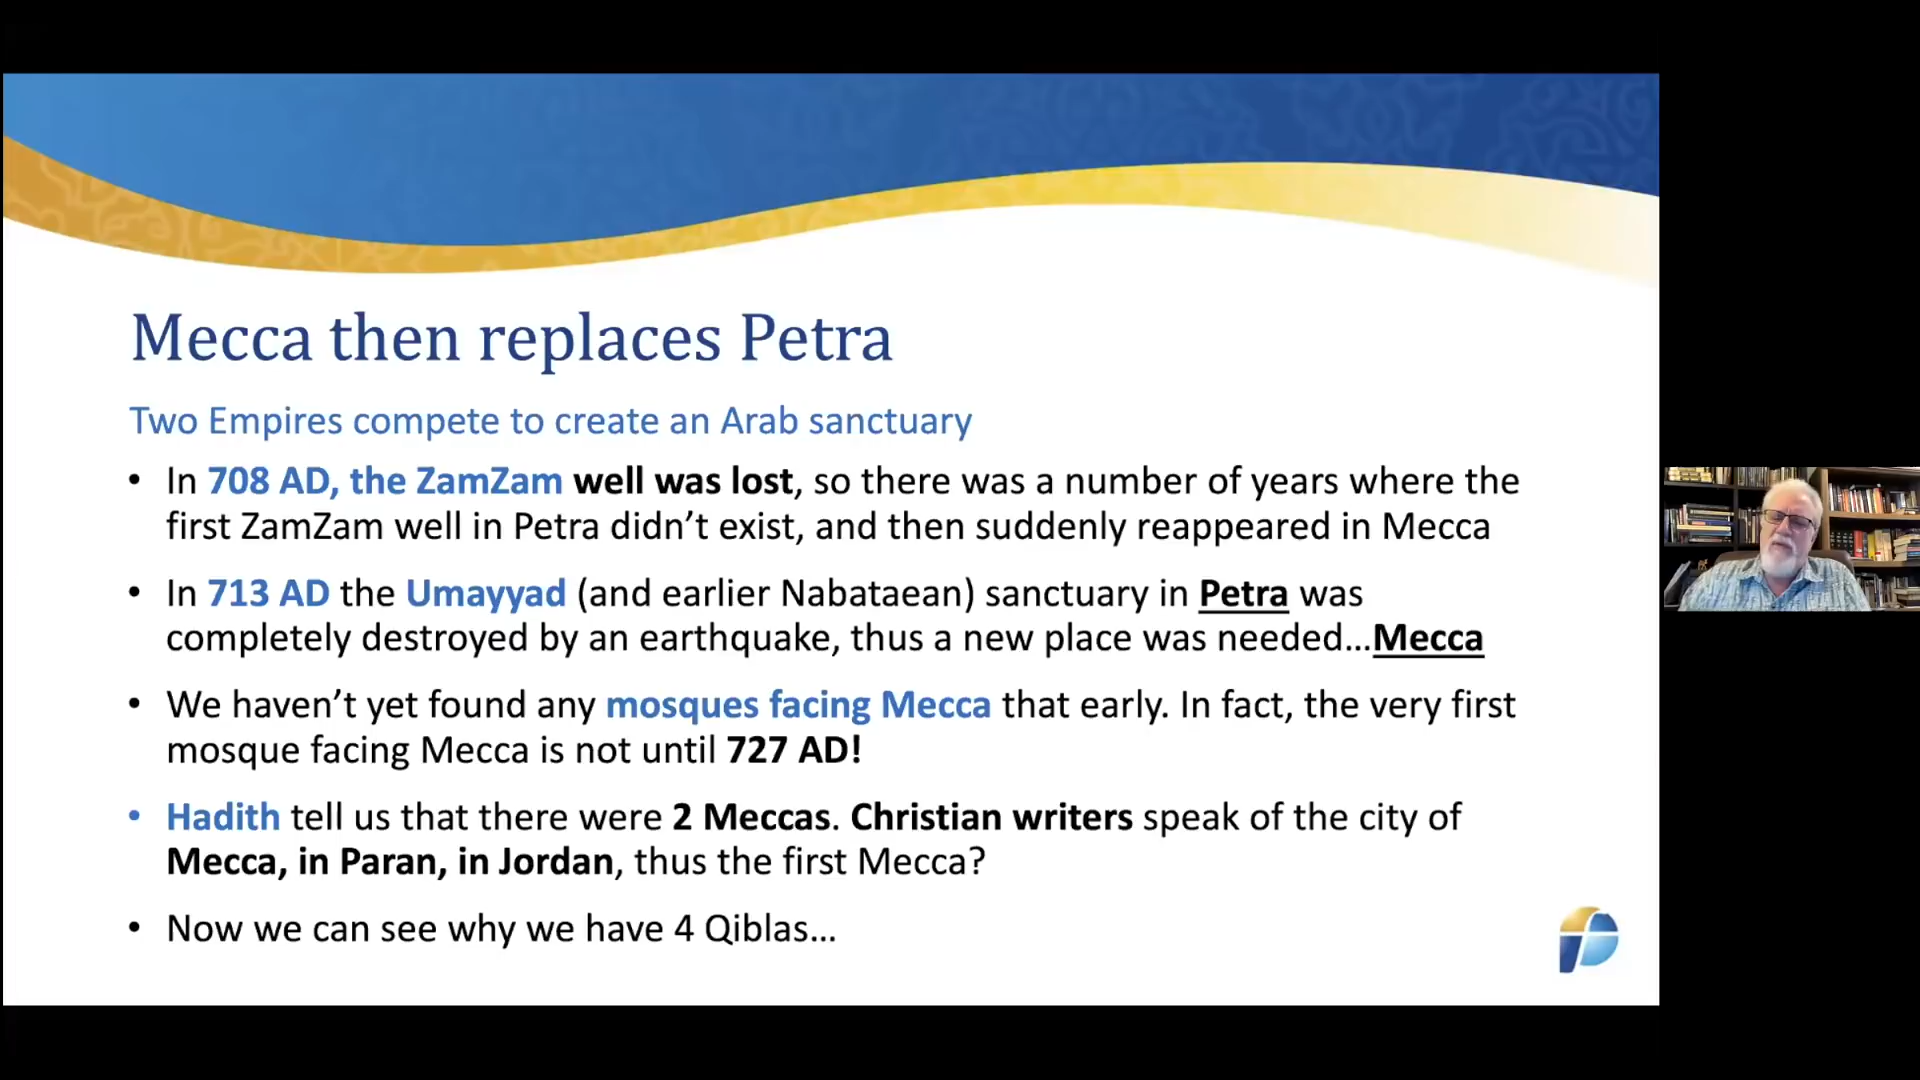 Mecca then replaces Petra
Two Empires compete to create an Arab sanctuary
• In 708 AD, the ZamZam well was lost, so there was a number of years where the
first ZamZam well in Petra didn’t exist, and then suddenly reappeared in Mecca
• In 713 AD the Umayyad (and earlier Nabataean) sanctuary in Petra was
completely destroyed by an earthquake, thus a new place was needed…Mecca
• We haven’t yet found any mosques facing Mecca that early. In fact, the very first
mosque facing Mecca is not until 727 AD!
• Hadith tell us that there were 2 Meccas. Christian writers speak of the city of
Mecca, in Paran, in Jordan, thus the first Mecca?
• Now we can see why we have 4 Qiblas…